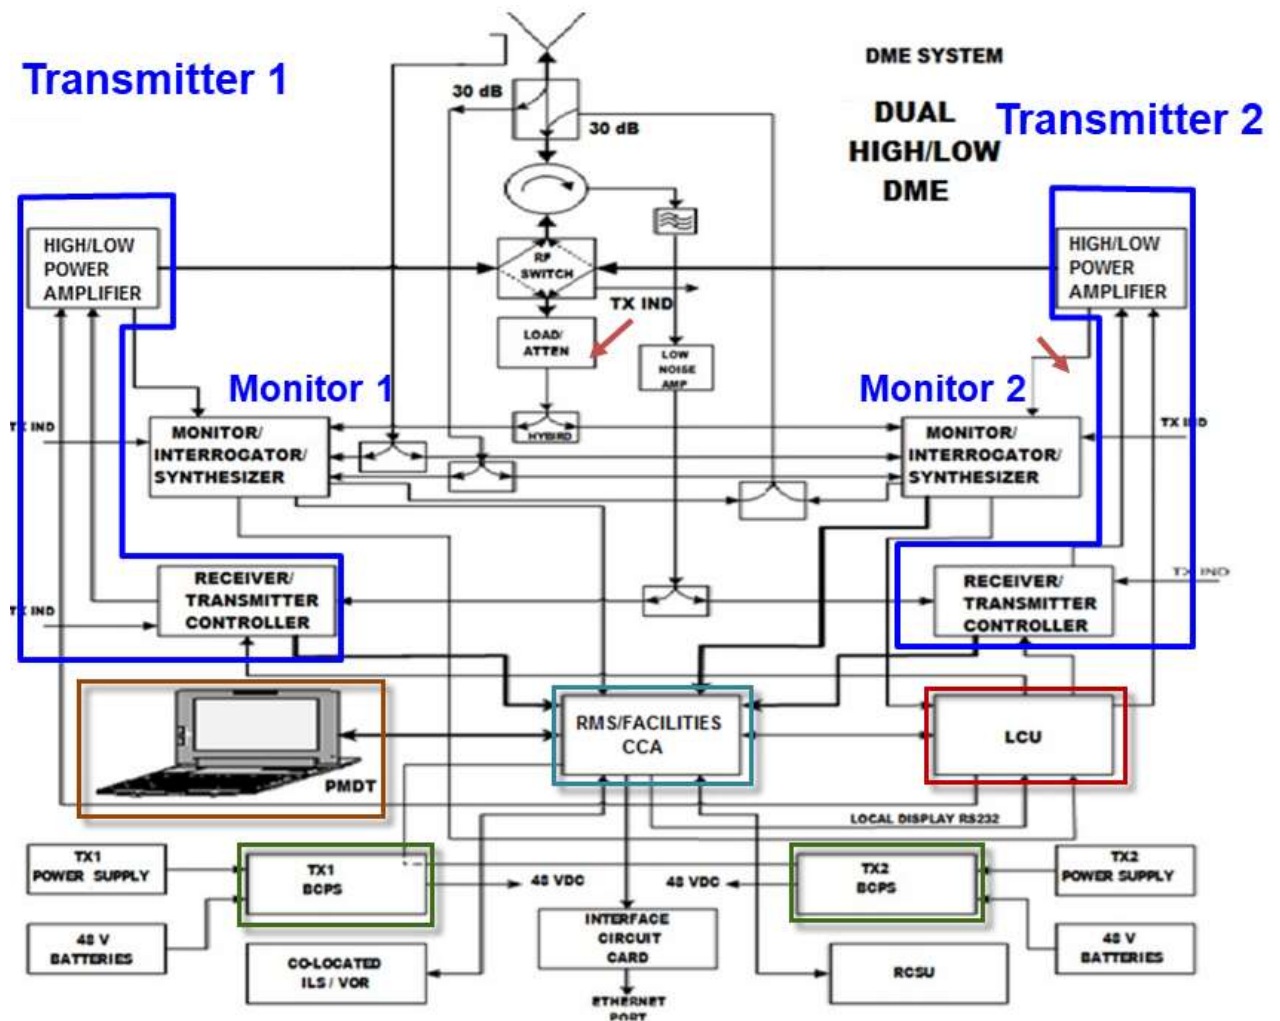 DME SYSTEM
Transmitter 1
30 dB
DUAL
HIGH/LOW
DME
Transmitter 2
30 dB
HIGH/LOW
POWER
AMPLIFIER
RF
SWITCH
TX IND
HIGH/LOW
POWER
AMPLIFIER
LOAD/
ATTEN
LOW
NOISE
AMP
Monitor 1
Monitor 2
TX IND
MONITOR/
INTERROGATOR/
SYNTHESIZER
HYBIRD
MONITOR/
INTERROGATOR/
SYNTHESIZER
TX IND
RECEIVER/
TRANSMITTER
CONTROLLER
TX IND
RECEIVER/
TRANSMITTER
CONTROLLER
TX IND
PMDT
RMS/FACILITIES
CCA
LCU
LOCAL DISPLAY RS232
TX1
POWER SUPPLY
TX1
BCPS
48 VDC
48 VDC
TX2
BCPS
TX2
POWER SUPPLY
48 V
BATTERIES
CO-LOCATED
ILS / VOR
INTERFACE
CIRCUIT
CARD
ETHERNET
PORT
RCSU
48 V
BATTERIES